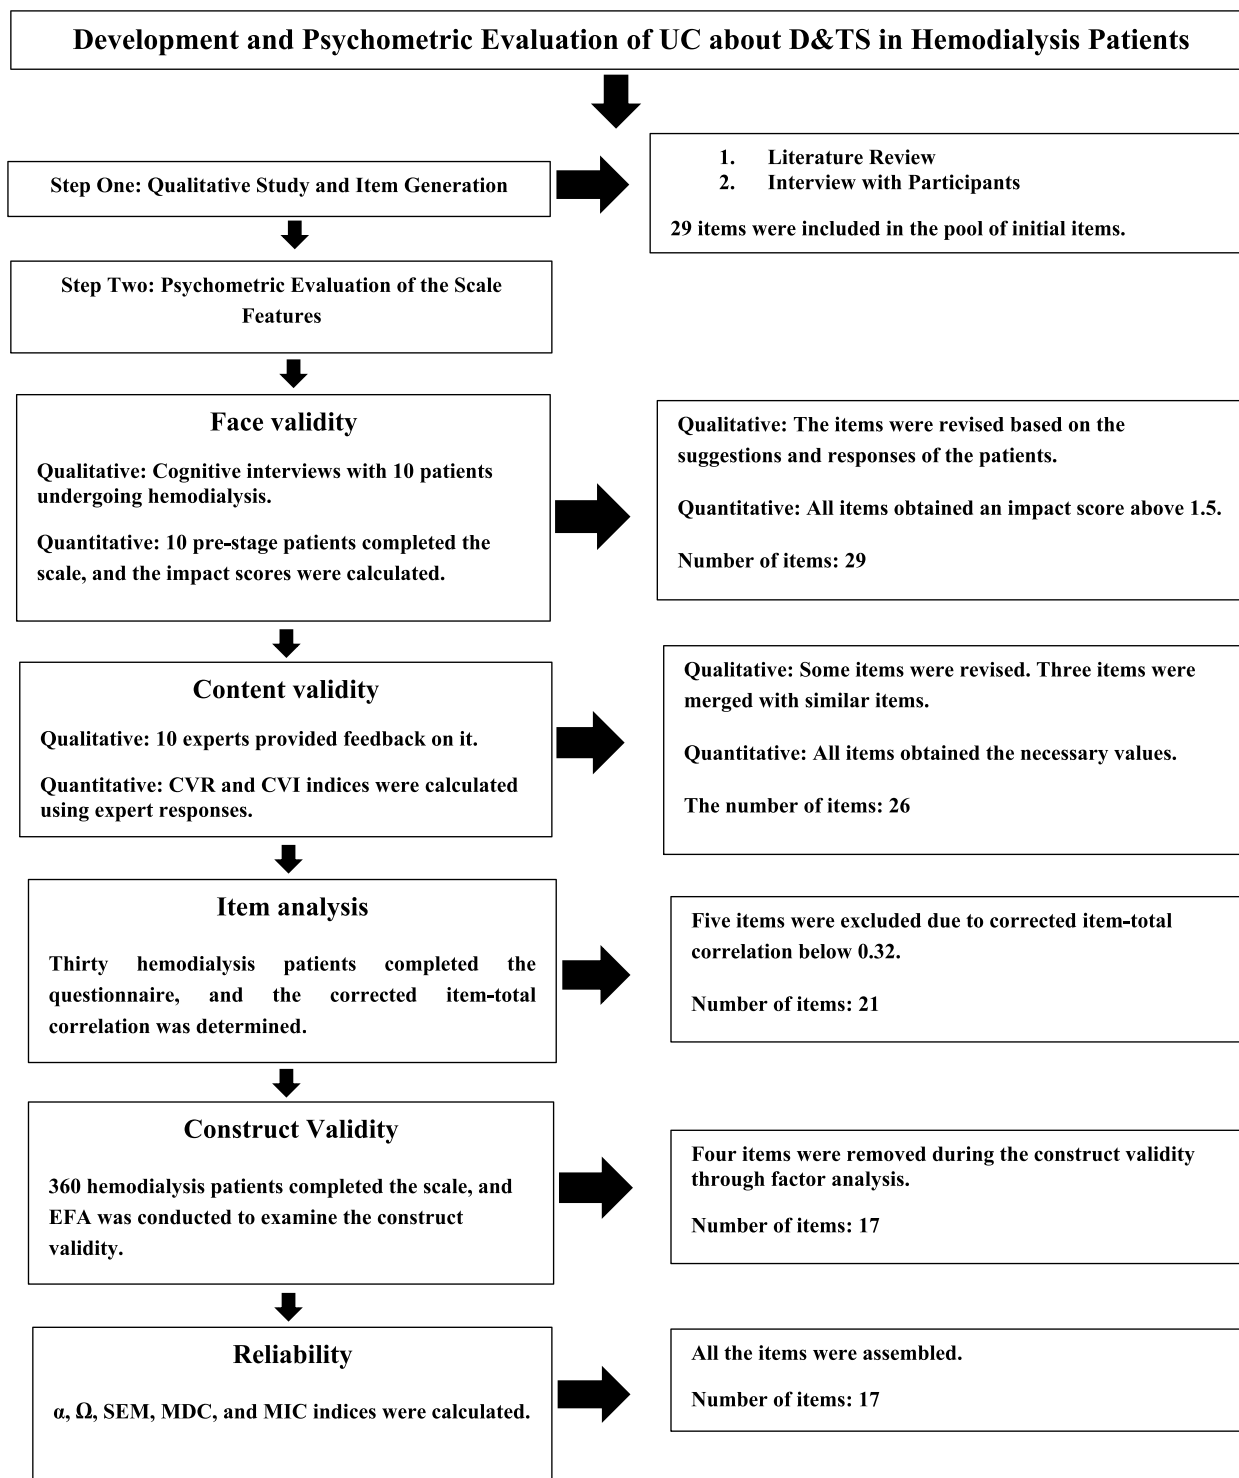 Development and Psychometric Evaluation of UC about D&TS in Hemodialysis Patients
Step One: Qualitative Study and Item Generation
1. Literature Review
2. Interview with Participants
29 items were included in the pool of initial items.
Step Two: Psychometric Evaluation of the Scale
Features
Face validity
Qualitative: Cognitive interviews with 10 patients
undergoing hemodialysis.
Quantitative: 10 pre-stage patients completed the
scale, and the impact scores were calculated.
Qualitative: The items were revised based on the
suggestions and responses of the patients.
Quantitative: All items obtained an impact score above 1.5.
Number of items: 29
Content validity
Qualitative: 10 experts provided feedback on it.
Quantitative: CVR and CVI indices were calculated
using expert responses.
Qualitative: Some items were revised. Three items were
merged with similar items.
Quantitative: All items obtained the necessary values.
The number of items: 26
Item analysis
Thirty hemodialysis patients completed the
questionnaire, and the corrected item-total
correlation was determined.
Five items were excluded due to corrected item-total
correlation below 0.32.
Number of items: 21
Construct Validity
360 hemodialysis patients completed the scale, and
EFA was conducted to examine the construct
validity.
Four items were removed during the construct validity
through factor analysis.
Number of items: 17
Reliability
α, Ω, SEM, MDC, and MIC indices were calculated.
All the items were assembled.
Number of items: 17